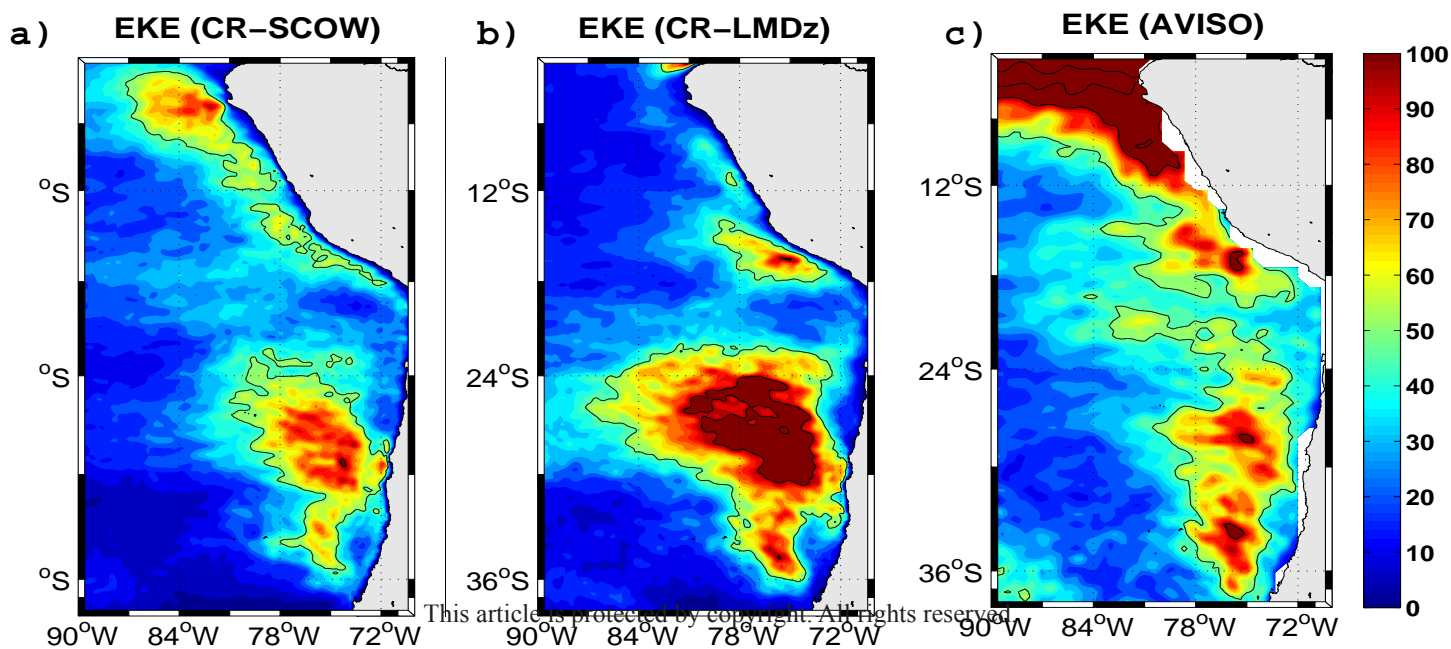 a) EKE (CR−SCOW)
b) EKE (CR−LMDz)
c) EKE (AVISO)
100
90
80
70
60
50
40
30
20
10
0
°S
°S
°S
12°S
24°S
36°S
12°S
24°S
36°S
This article is protected by copyright. All rights reserved.
90°W 84°W 78°W 72°W
90°W 84°W 78°W 72°W
90°W 84°W 78°W 72°W